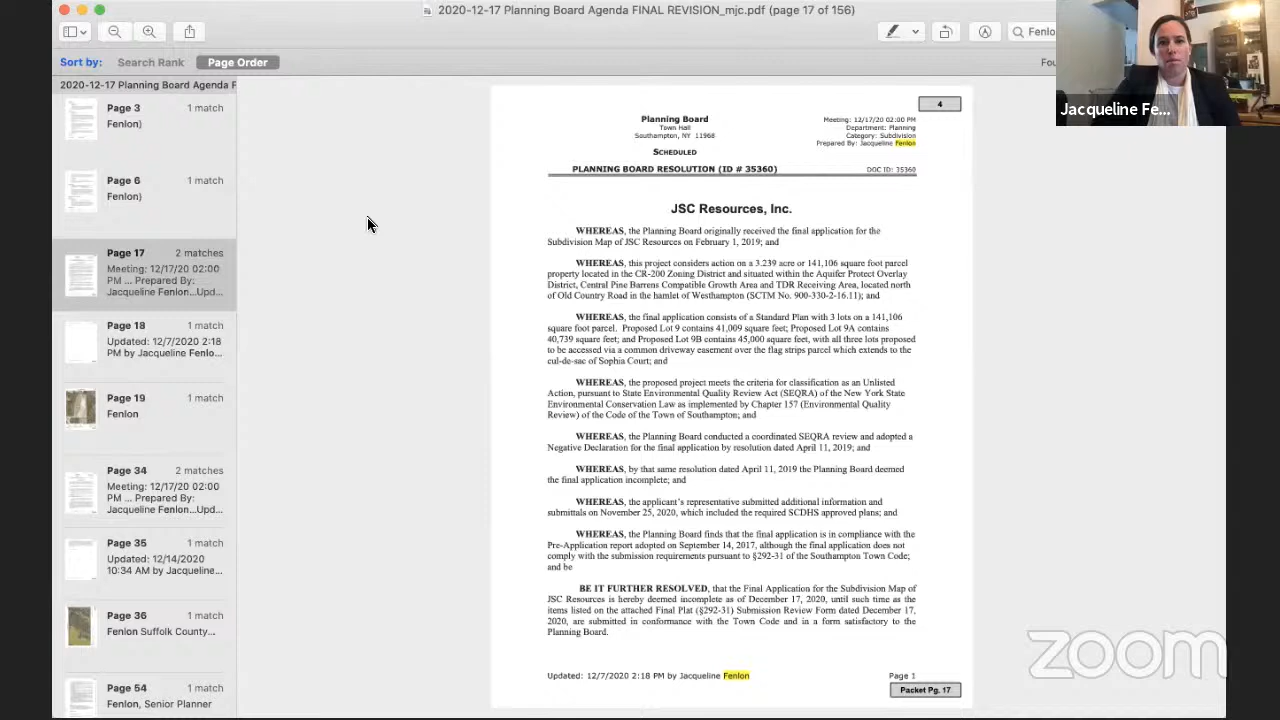 2020-12-17 Planning Board Agenda FINAL REVISION_mjc.pdf (page 17 of 156)
Fenlo
Sort by:
Search Rank
Page Order
Fou
2020-12-17 Planning Board Agenda F
Page 3 1 match
Fenlon)
Page 6 1 match
Fenlon)
Page 17 2 matches
Meeting: 12/17/20 02:00
PM ... Prepared By:
Jacqueline Fenlon...Upd...
Page 18 1 match
Updated: 12/7/2020 2:18
PM by Jacqueline Fenlo...
Page 19 1 match
Fenlon
Page 34 2 matches
Meeting: 12/17/20 02:00
PM ... Prepared By:
Jacqueline Fenlon...Upd...
Page 35 1 match
Updated: 12/14/2020
10:34 AM by Jacqueline...
Page 36 1 match
Fenlon Suffolk County...
Page 54 1 match
Fenlon, Senior Planner
4
Planning Board
Town Hall
Southampton, NY 11968
SCHEDULED
Meeting: 12/17/20 02:00 PM
Department: Planning
Category: Subdivision
Prepared By: Jacqueline Fenlon
PLANNING BOARD RESOLUTION (ID # 35360)
DOC ID: 35360
JSC Resources, Inc.
WHEREAS, the Planning Board originally received the final application for the
Subdivision Map of JSC Resources on February 1, 2019; and
WHEREAS, this project considers action on a 3.239 acre or 141,106 square foot parcel
property located in the CR-200 Zoning District and situated within the Aquifer Protect Overlay
District, Central Pine Barrens Compatible Growth Area and TDR Receiving Area, located north
of Old Country Road in the hamlet of Westhampton (SCTM No. 900-330-2-16.11); and
WHEREAS, the final application consists of a Standard Plan with 3 lots on a 141,106
square foot parcel. Proposed Lot 9 contains 41,009 square feet; Proposed Lot 9A contains
40,739 square feet; and Proposed Lot 9B contains 45,000 square feet, with all three lots proposed
to be accessed via a common driveway easement over the flag strips parcel which extends to the
cul-de-sac of Sophia Court; and
WHEREAS, the proposed project meets the criteria for classification as an Unlisted
Action, pursuant to State Environmental Quality Review Act (SEQRA) of the New York State
Environmental Conservation Law as implemented by Chapter 157 (Environmental Quality
Review) of the Code of the Town of Southampton; and
WHEREAS, the Planning Board conducted a coordinated SEQRA review and adopted a
Negative Declaration for the final application by resolution dated April 11, 2019; and
WHEREAS, by that same resolution dated April 11, 2019 the Planning Board deemed
the final application incomplete; and
WHEREAS, the applicant's representative submitted additional information and
submittals on November 25, 2020, which included the required SCDHS approved plans; and
WHEREAS, the Planning Board finds that the final application is in compliance with the
Pre-Application report adopted on September 14, 2017, although the final application does not
comply with the submission requirements pursuant to §292-31 of the Southampton Town Code;
and be
BE IT FURTHER RESOLVED, that the Final Application for the Subdivision Map of
JSC Resources is hereby deemed incomplete as of December 17, 2020, until such time as the
items listed on the attached Final Plat (§292-31) Submission Review Form dated December 17,
2020, are submitted in conformance with the Town Code and in a form satisfactory to the
Planning Board.
Updated: 12/7/2020 2:18 PM by Jacqueline Fenlon
Page 1
Packet Pg. 17
Jacqueline Fe...
zoom